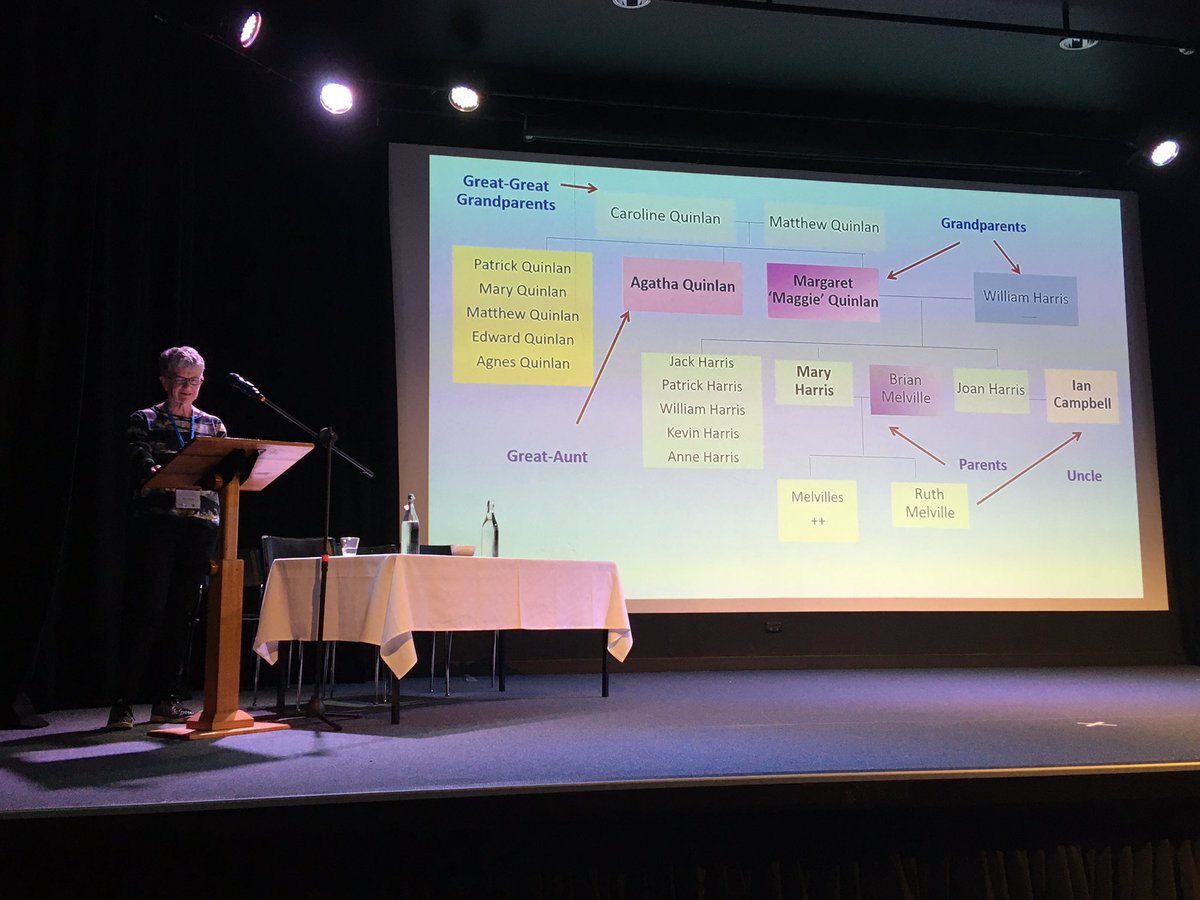 Great-Great
Grandparents
Caroline Quinlan
Matthew Quinlan
Grandparents
Patrick Quinlan
Mary Quinlan
Matthew Quinlan
Edward Quinlan
Agnes Quinlan
Agatha Quinlan
Margaret
'Maggie' Quinlan
William Harris
Jack Harris
Patrick Harris
William Harris
Kevin Harris
Anne Harris
Mary
Harris
Brian
Melville
Joan Harris
Ian
Campbell
Great-Aunt
Parents
Uncle
Melvilles
++
Ruth
Melville